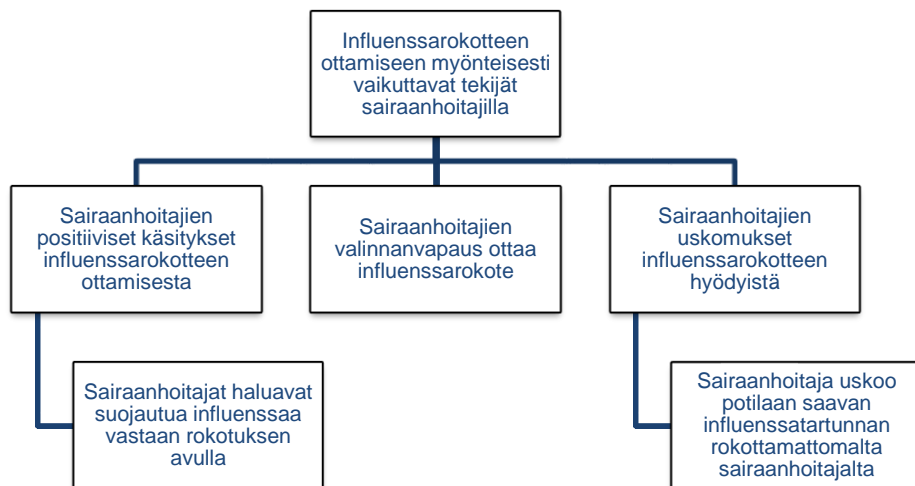 Influenssarokotteen
ottamiseen myönteisesti
vaikuttavat tekijät
sairaanhoitajilla
Sairaanhoitajien
positiiviset käsitykset
influenssarokotteen
ottamisesta
Sairaanhoitajien
valinnanvapaus ottaa
influenssarokote
Sairaanhoitajien
uskomukset
influenssarokotteen
hyödyistä
Sairaanhoitajat haluavat
suojautua influenssaa
vastaan rokotuksen
avulla
Sairaanhoitaja uskoo
potilaan saavan
influenssatartunnan
rokottamattomalta
sairaanhoitajalta